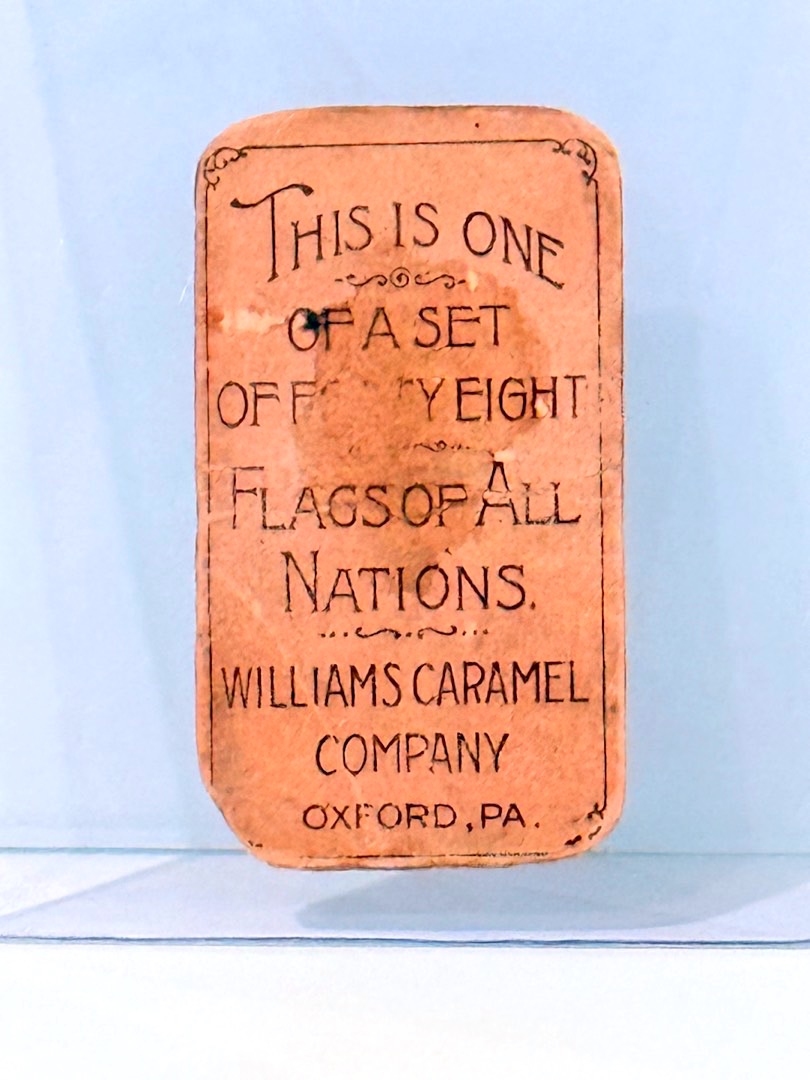 THIS IS ONE
OF A SET
OF EIGHT
FLAGS OF ALL
NATIONS.
WILLIAMS CARAMEL
COMPANY
OXFORD, PA.